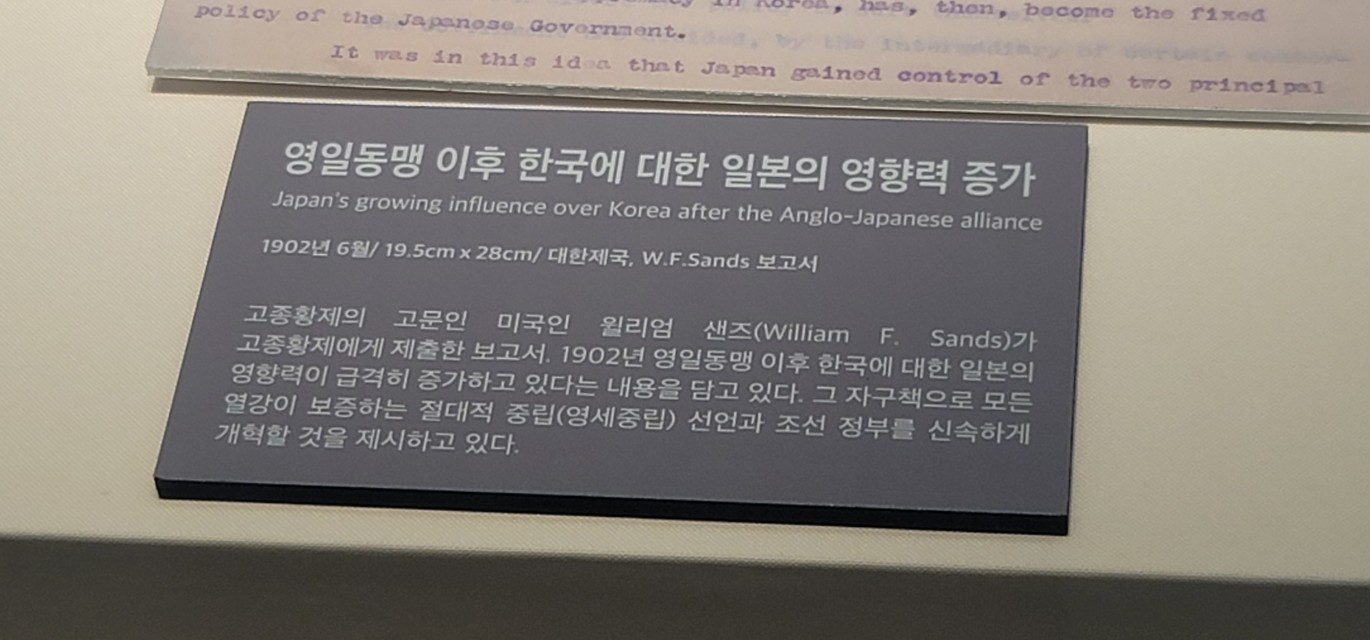 in Korea, has, then, become the fixed
policy of the Japanese Government.
It was in this idea that Japan gained control of the two principal
영일동맹 이후 한국에 대한 일본의 영향력 증가
Japan's growing influence over Korea after the Anglo-Japanese alliance
1902년 6월/ 19.5cm x 28cm/ 대한제국, W.F.Sands 보고서
고종황제의 고문인 미국인 윌리엄 샌즈(William F. Sands)가
고종황제에게 제출한 보고서. 1902년 영일동맹 이후 한국에 대한 일본의
영향력이 급격히 증가하고 있다는 내용을 담고 있다. 그 자구책으로 모든
열강이 보증하는 절대적 중립(영세중립) 선언과 조선 정부를 신속하게
개혁할 것을 제시하고 있다.